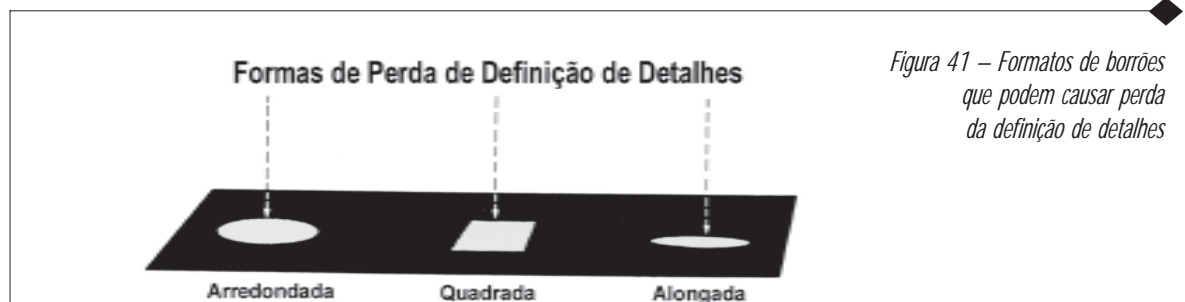 Formas de Perda de Definição de Detalhes
Figura 41 – Formatos de borrões
que podem causar perda
da definição de detalhes
Arredondada
Quadrada
Alongada